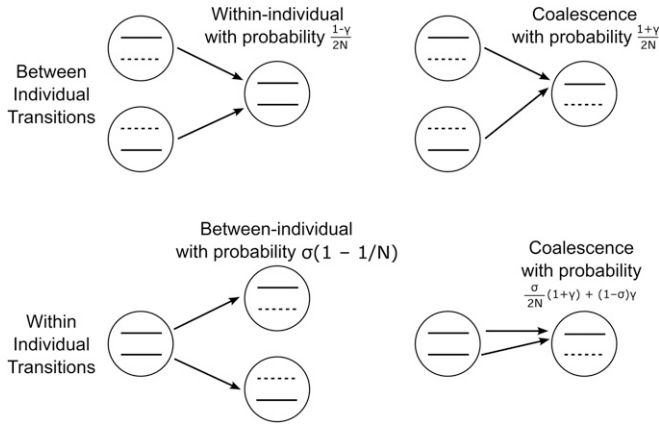 Within-individual
with probability 1-γ/2N
Coalescence
with probability 1+γ/2N
Between
Individual
Transitions
Between-individual
with probability σ(1 – 1/N)
Coalescence
with probability
σ/2N (1+γ) + (1–σ)γ
Within
Individual
Transitions